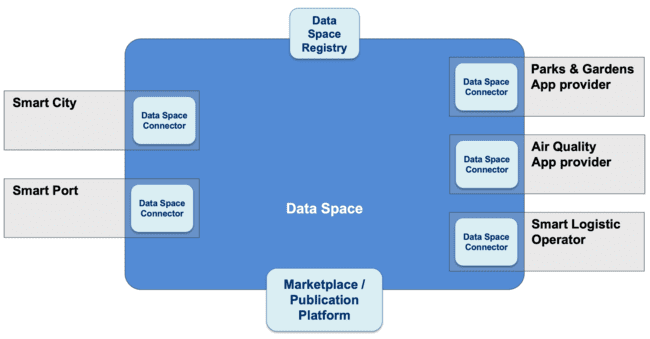 Data
Space
Registry
Smart City
Data Space
Connector
Smart Port
Data Space
Connector
Data Space
Data Space
Connector
Parks & Gardens
App provider
Data Space
Connector
Air Quality
App provider
Data Space
Connector
Smart Logistic
Operator
Marketplace /
Publication
Platform